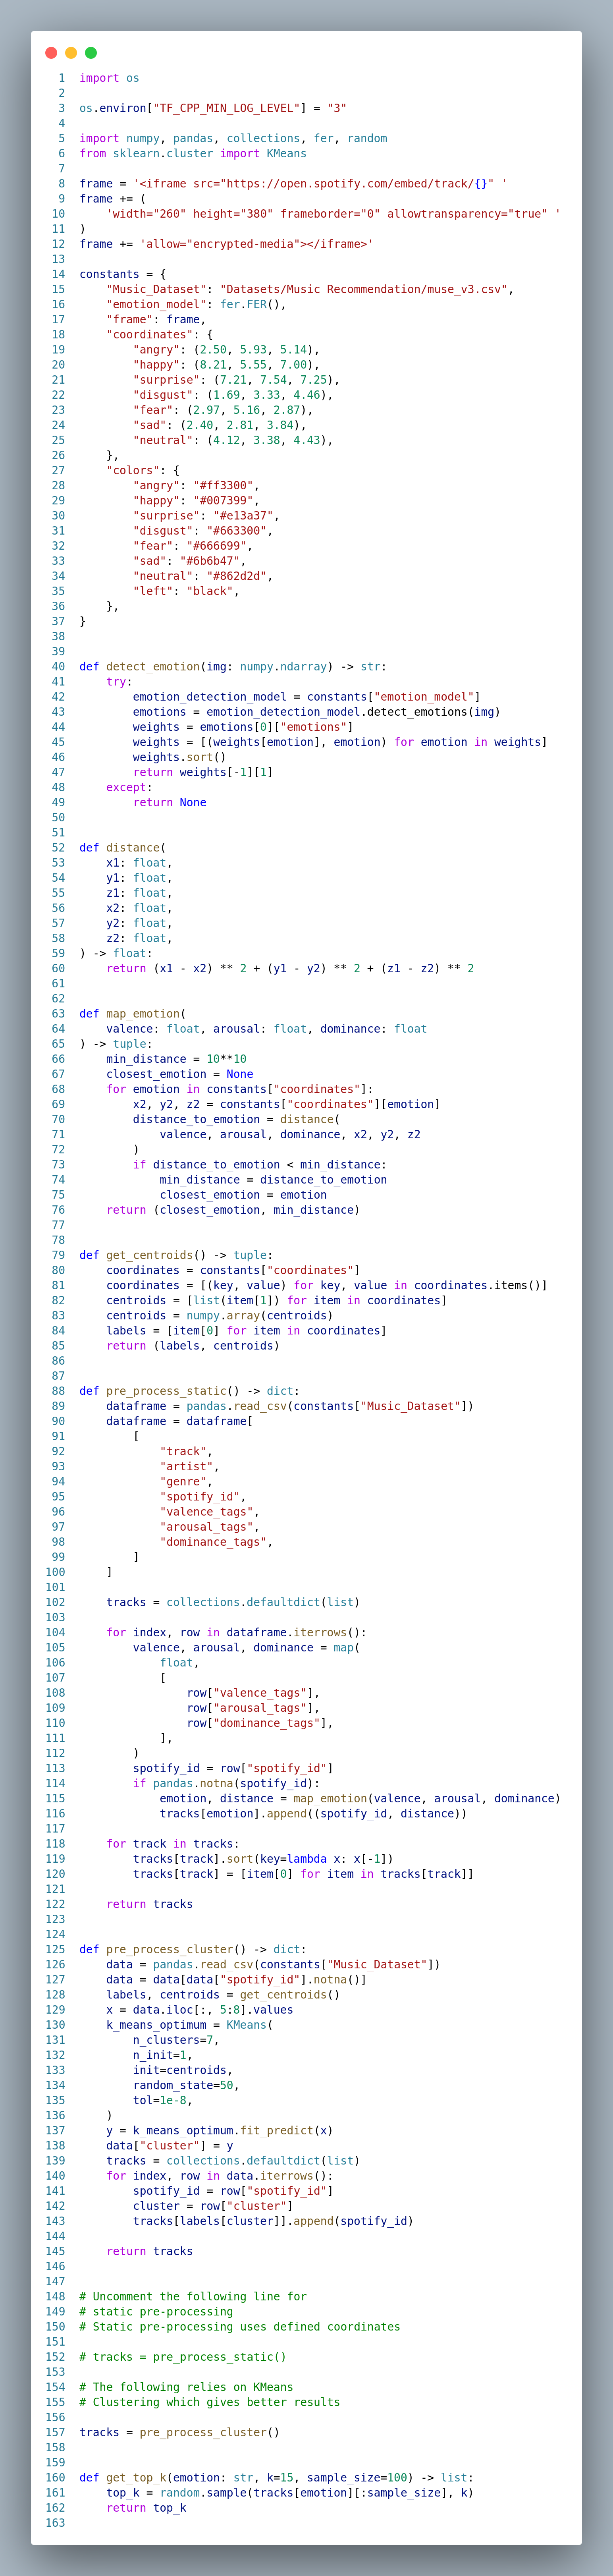 1 import os
2
3 os.environ["TF_CPP_MIN_LOG_LEVEL"] = "3"
4
5 import numpy, pandas, collections, fer, random
6 from sklearn.cluster import KMeans
7
8 frame = '<iframe src="https://open.spotify.com/embed/track/{}" '
9 frame += (
10     'width="260" height="380" frameborder="0" allowtransparency="true" '
11 )
12 frame += 'allow="encrypted-media"></iframe>'
13
14 constants = {
15     "Music_Dataset": "Datasets/Music Recommendation/muse_v3.csv",
16     "emotion_model": fer.FER(),
17     "frame": frame,
18     "coordinates": {
19         "angry": (2.50, 5.93, 5.14),
20         "happy": (8.21, 5.55, 7.00),
21         "surprise": (7.21, 7.54, 7.25),
22         "disgust": (1.69, 3.33, 4.46),
23         "fear": (2.97, 5.16, 2.87),
24         "sad": (2.40, 2.81, 3.84),
25         "neutral": (4.12, 3.38, 4.43),
26     },
27     "colors": {
28         "angry": "#ff3300",
29         "happy": "#007399",
30         "surprise": "#e13a37",
31         "disgust": "#663300",
32         "fear": "#666699",
33         "sad": "#6b6b47",
34         "neutral": "#862d2d",
35         "left": "black",
36     },
37 }
38
39
40 def detect_emotion(img: numpy.ndarray) -> str:
41     try:
42         emotion_detection_model = constants["emotion_model"]
43         emotions = emotion_detection_model.detect_emotions(img)
44         weights = emotions[0]["emotions"]
45         weights = [(weights[emotion], emotion) for emotion in weights]
46         weights.sort()
47         return weights[-1][1]
48     except:
49         return None
50
51
52 def distance(
53     x1: float,
54     y1: float,
55     z1: float,
56     x2: float,
57     y2: float,
58     z2: float,
59 ) -> float:
60     return (x1 - x2) ** 2 + (y1 - y2) ** 2 + (z1 - z2) ** 2
61
62
63 def map_emotion(
64     valence: float, arousal: float, dominance: float
65 ) -> tuple:
66     min_distance = 10**10
67     closest_emotion = None
68     for emotion in constants["coordinates"]:
69         x2, y2, z2 = constants["coordinates"][emotion]
70         distance_to_emotion = distance(
71             valence, arousal, dominance, x2, y2, z2
72         )
73         if distance_to_emotion < min_distance:
74             min_distance = distance_to_emotion
75             closest_emotion = emotion
76     return (closest_emotion, min_distance)
77
78
79 def get_centroids() -> tuple:
80     coordinates = constants["coordinates"]
81     coordinates = [(key, value) for key, value in coordinates.items()]
82     centroids = [list(item[1]) for item in coordinates]
83     centroids = numpy.array(centroids)
84     labels = [item[0] for item in coordinates]
85     return (labels, centroids)
86
87
88 def pre_process_static() -> dict:
89     dataframe = pandas.read_csv(constants["Music_Dataset"])
90     dataframe = dataframe[
91         [
92             "track",
93             "artist",
94             "genre",
95             "spotify_id",
96             "valence_tags",
97             "arousal_tags",
98             "dominance_tags",
99         ]
100     ]
101
102     tracks = collections.defaultdict(list)
103
104     for index, row in dataframe.iterrows():
105         valence, arousal, dominance = map(
106             float,
107             [
108                 row["valence_tags"],
109                 row["arousal_tags"],
110                 row["dominance_tags"],
111             ],
112         )
113         spotify_id = row["spotify_id"]
114         if pandas.notna(spotify_id):
115             emotion, distance = map_emotion(valence, arousal, dominance)
116             tracks[emotion].append((spotify_id, distance))
117
118     for track in tracks:
119         tracks[track].sort(key=lambda x: x[-1])
120         tracks[track] = [item[0] for item in tracks[track]]
121
122     return tracks
123
124
125 def pre_process_cluster() -> dict:
126     data = pandas.read_csv(constants["Music_Dataset"])
127     data = data[data["spotify_id"].notna()]
128     labels, centroids = get_centroids()
129     x = data.iloc[:, 5:8].values
130     k_means_optimum = KMeans(
131         n_clusters=7,
132         n_init=1,
133         init=centroids,
134         random_state=50,
135         tol=1e-8,
136     )
137     y = k_means_optimum.fit_predict(x)
138     data["cluster"] = y
139     tracks = collections.defaultdict(list)
140     for index, row in data.iterrows():
141         spotify_id = row["spotify_id"]
142         cluster = row["cluster"]
143         tracks[labels[cluster]].append(spotify_id)
144
145     return tracks
146
147
148 # Uncomment the following line for
149 # static pre-processing
150 # Static pre-processing uses defined coordinates
151
152 # tracks = pre_process_static()
153
154 # The following relies on KMeans
155 # Clustering which gives better results
156
157 tracks = pre_process_cluster()
158
159
160 def get_top_k(emotion: str, k=15, sample_size=100) -> list:
161     top_k = random.sample(tracks[emotion][:sample_size], k)
162     return top_k
163